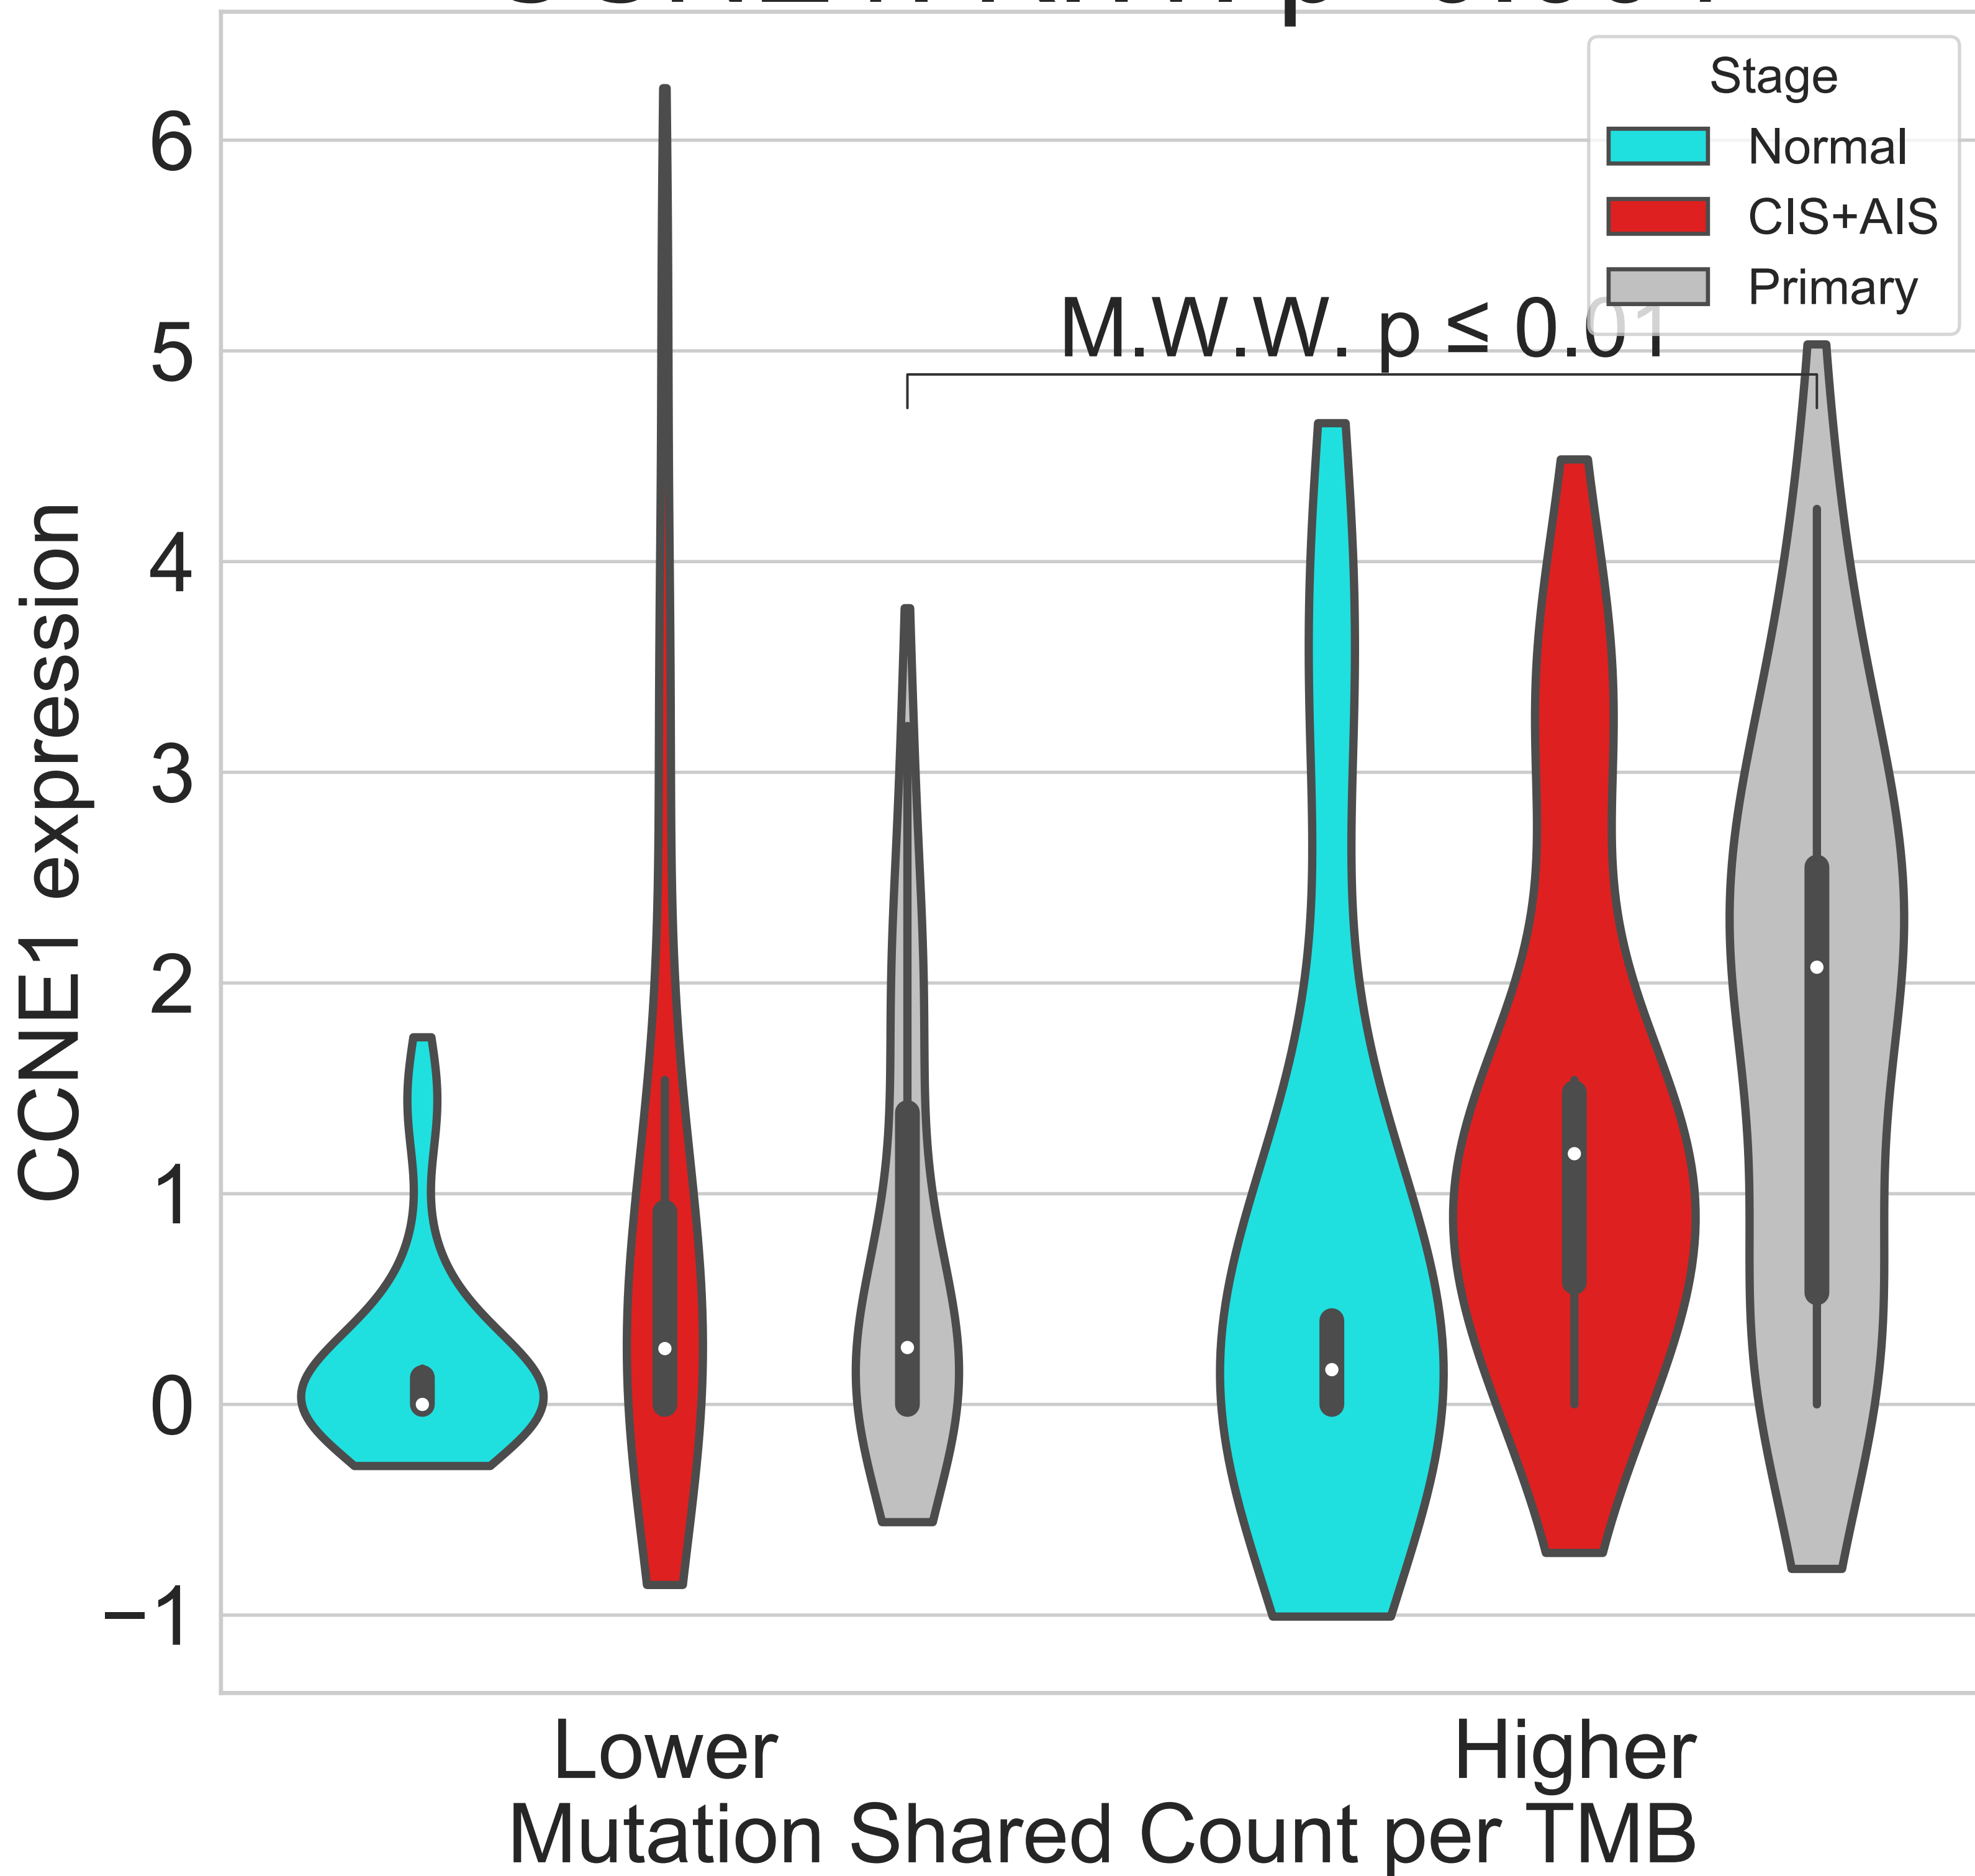 Stage
Normal
CIS+AIS
Primary
M.W.W. p ≤ 0.01
6
5
4
3
2
1
0
−1
CCNE1 expression
Lower
Higher
Mutation Shared Count per TMB